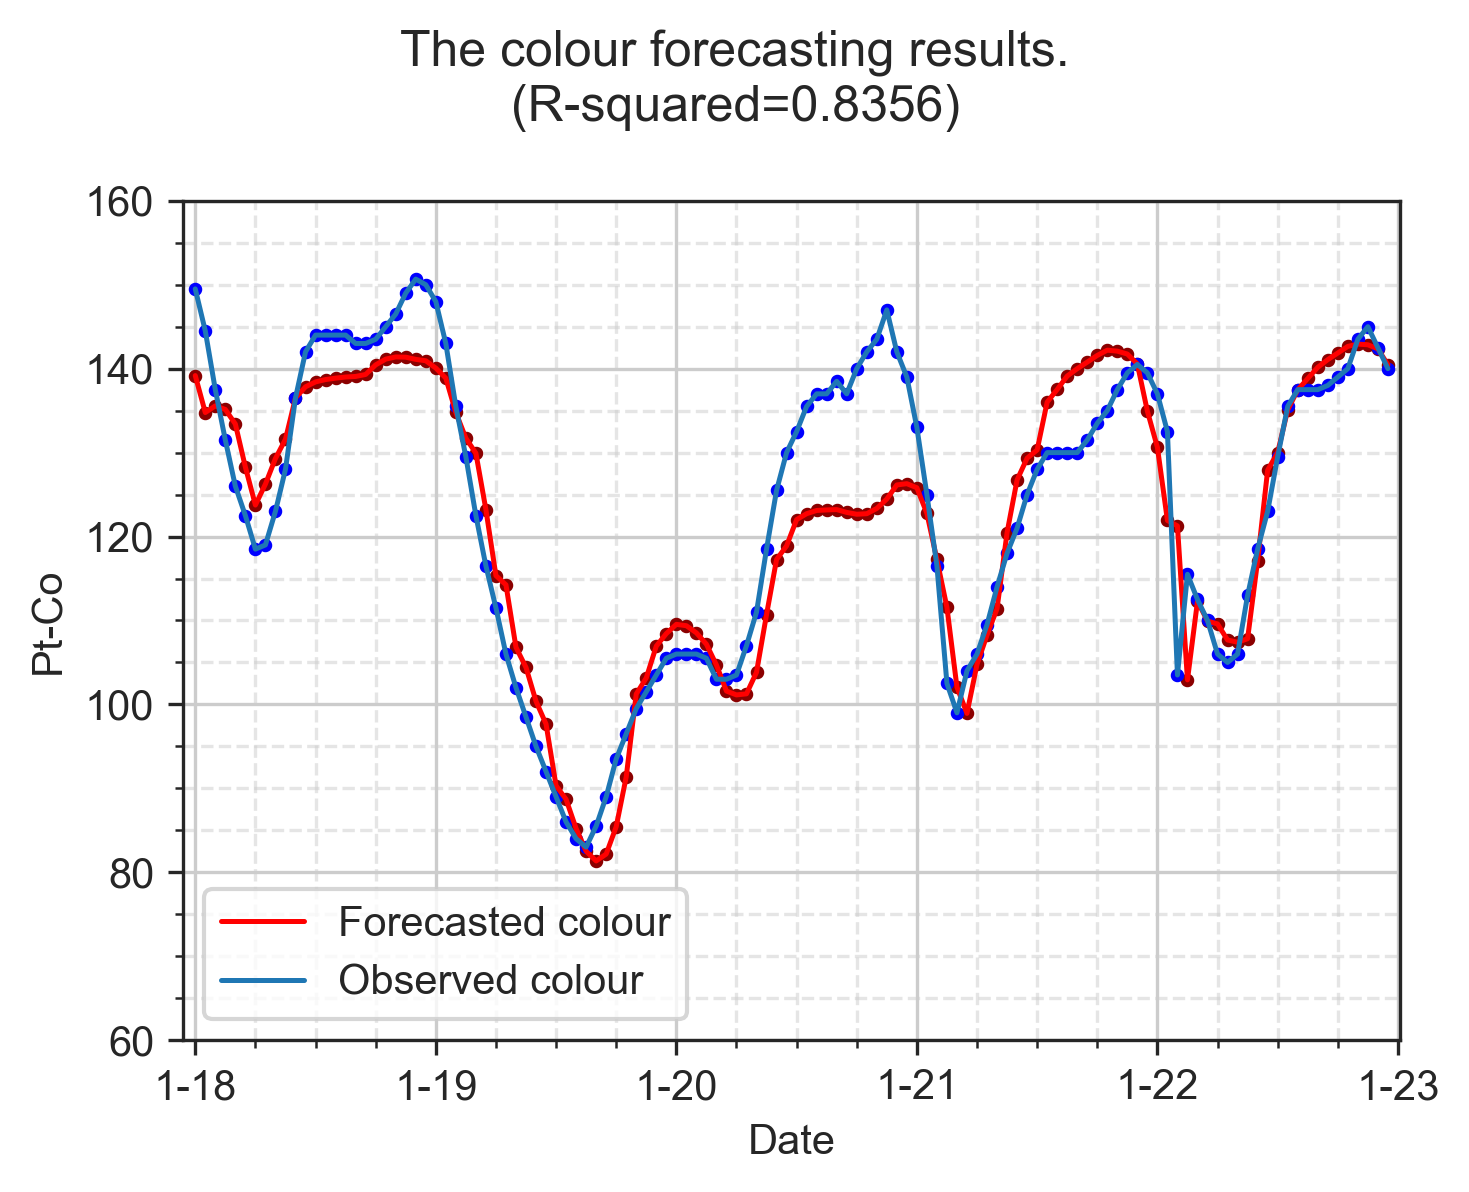 The colour forecasting results.
(R-squared=0.8356)
160
140
120
100
80
60
Pt-Co
Forecasted colour
Observed colour
1-18
1-19
1-20
1-21
1-22
1-23
Date